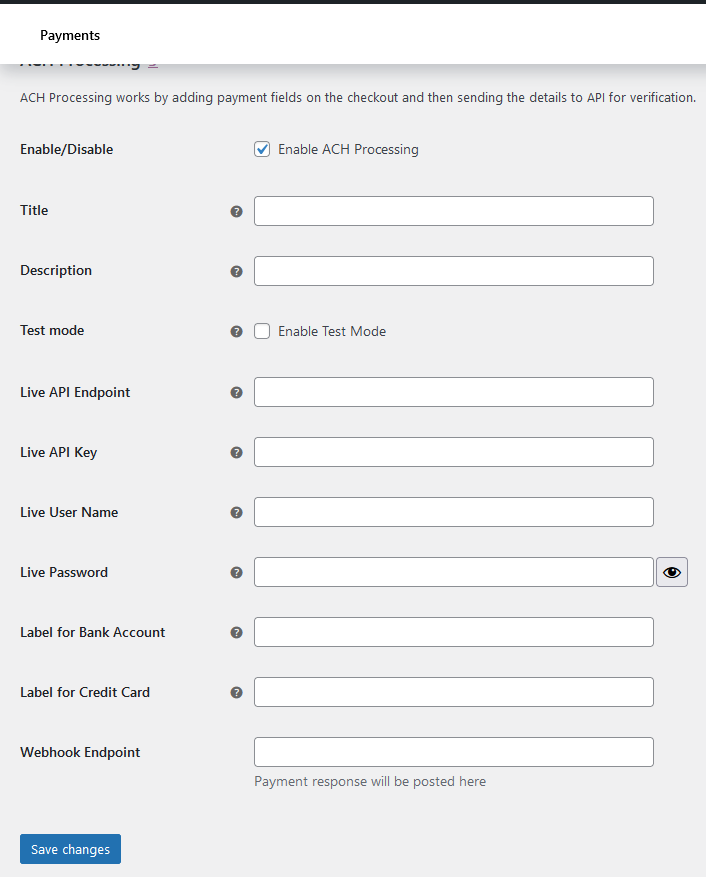 Payments
ACH Processing
ACH Processing works by adding payment fields on the checkout and then sending the details to API for verification.
Enable/Disable Enable ACH Processing
Title
Description
Test mode Enable Test Mode
Live API Endpoint
Live API Key
Live User Name
Live Password
Label for Bank Account
Label for Credit Card
Webhook Endpoint
Payment response will be posted here
Save changes